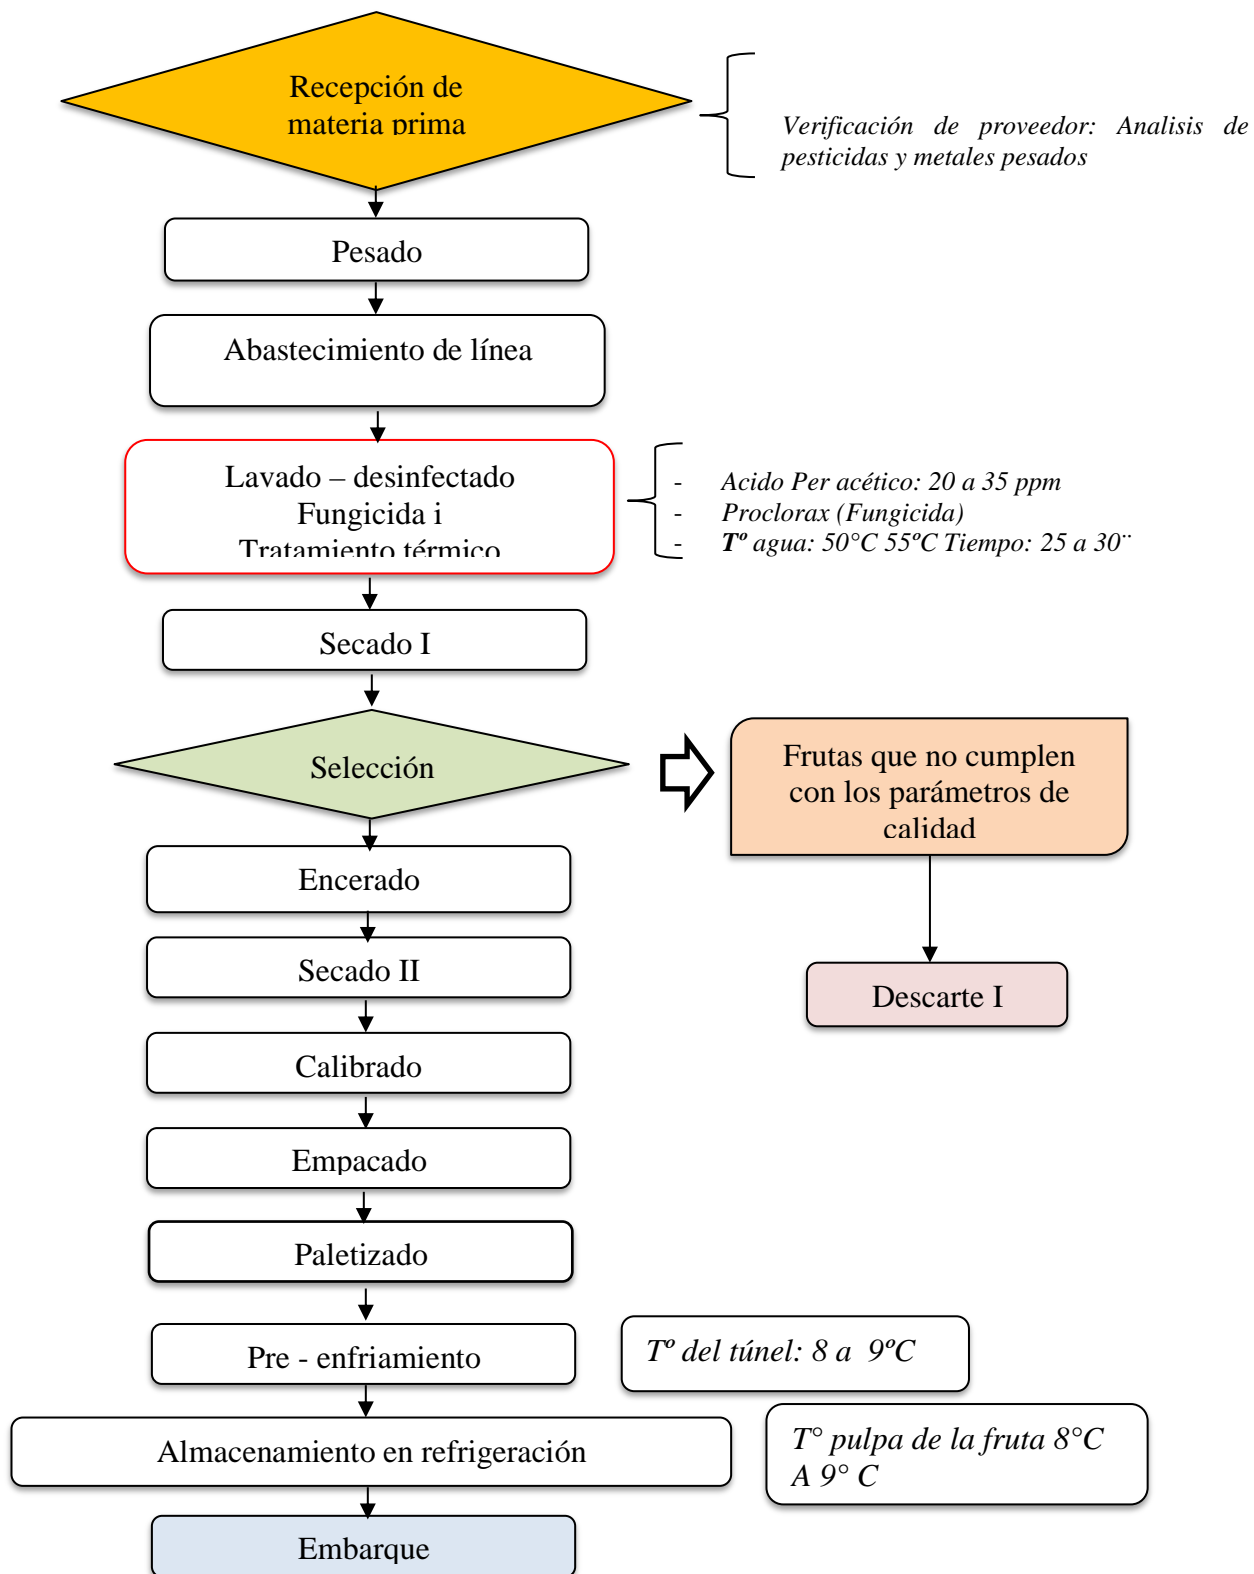 Recepción de
materia prima
Verificación de proveedor: Analisis de
pesticidas y metales pesados
Pesado
Abastecimiento de línea
Lavado – desinfectado
Fungicida i
Tratamiento térmico
- Acido Per acético: 20 a 35 ppm
- Proclorax (Fungicida)
- Tº agua: 50°C 55ºC Tiempo: 25 a 30¨
Secado I
Selección
Frutas que no cumplen
con los parámetros de
calidad
Encerado
Secado II
Descarte I
Calibrado
Empacado
Paletizado
Pre - enfriamiento
Tº del túnel: 8 a 9ºC
Almacenamiento en refrigeración
T° pulpa de la fruta 8°C
A 9° C
Embarque